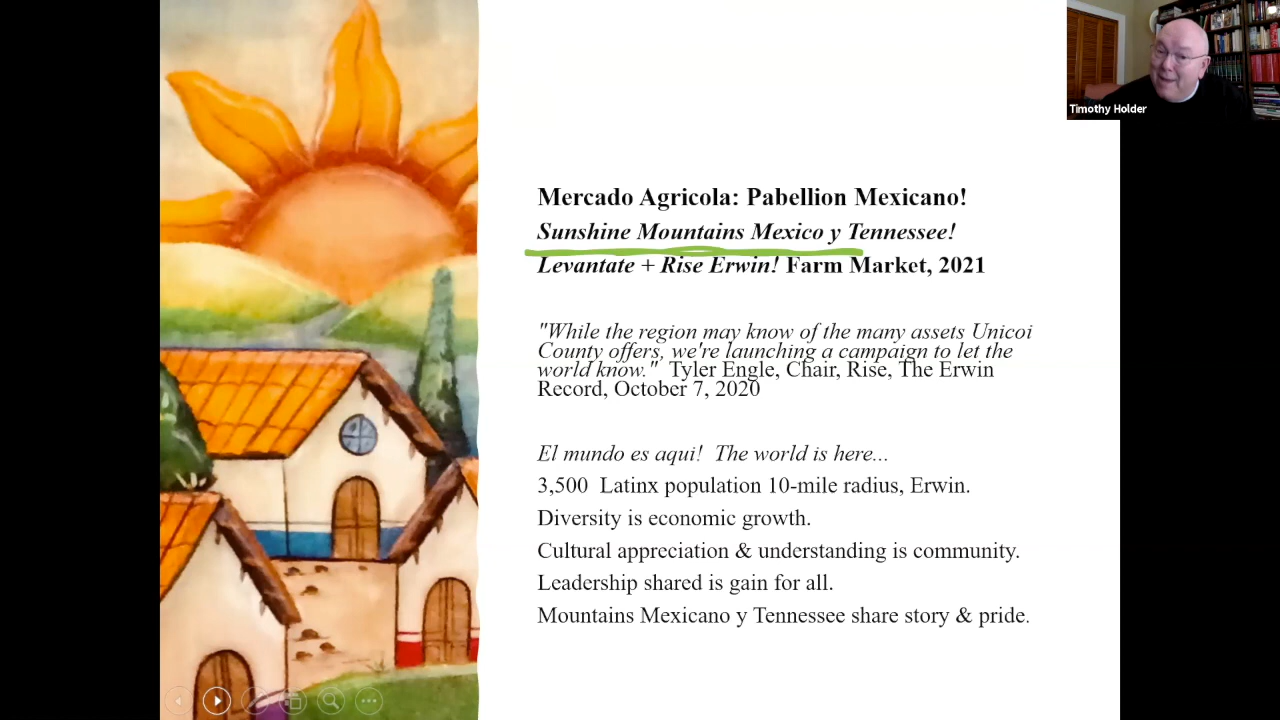 Timothy Holder
Mercado Agricola: Pabellion Mexicano!
Sunshine Mountains Mexico y Tennessee!
Levantate + Rise Erwin! Farm Market, 2021
"While the region may know of the many assets Unicoi
County offers, we're launching a campaign to let the
world know." Tyler Engle, Chair, Rise, The Erwin
Record, October 7, 2020
El mundo es aqui! The world is here...
3,500 Latinx population 10-mile radius, Erwin.
Diversity is economic growth.
Cultural appreciation & understanding is community.
Leadership shared is gain for all.
Mountains Mexicano y Tennessee share story & pride.